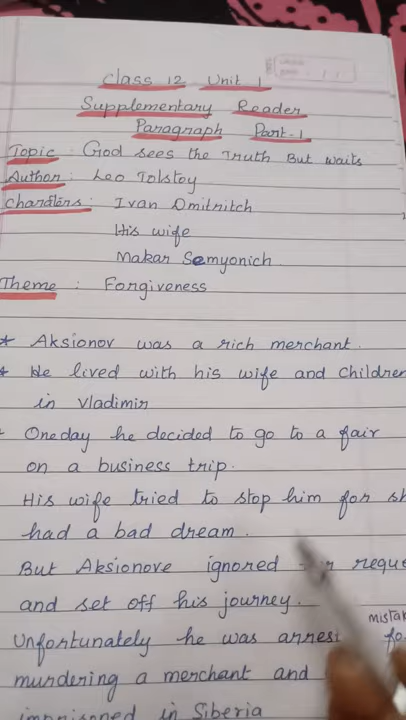 Class 12 Unit 1
Supplementary Reader
Paragraph Part-1
Topic : God sees the Truth But waits
Author : Leo Tolstoy
Chandlers : Ivan Dmitritch
His wife
Makar Semyonich
Theme : Forgiveness
* Aksionov was a rich merchant.
* He lived with his wife and children
in Vladimir
Oneday he decided to go to a fair
on a business trip.
His wife tried to stop him for
had a bad dream.
But Aksionove ignored
and set off his journey.
Unfortunately he was
murdering a merchant and
imprisoned in Siberia